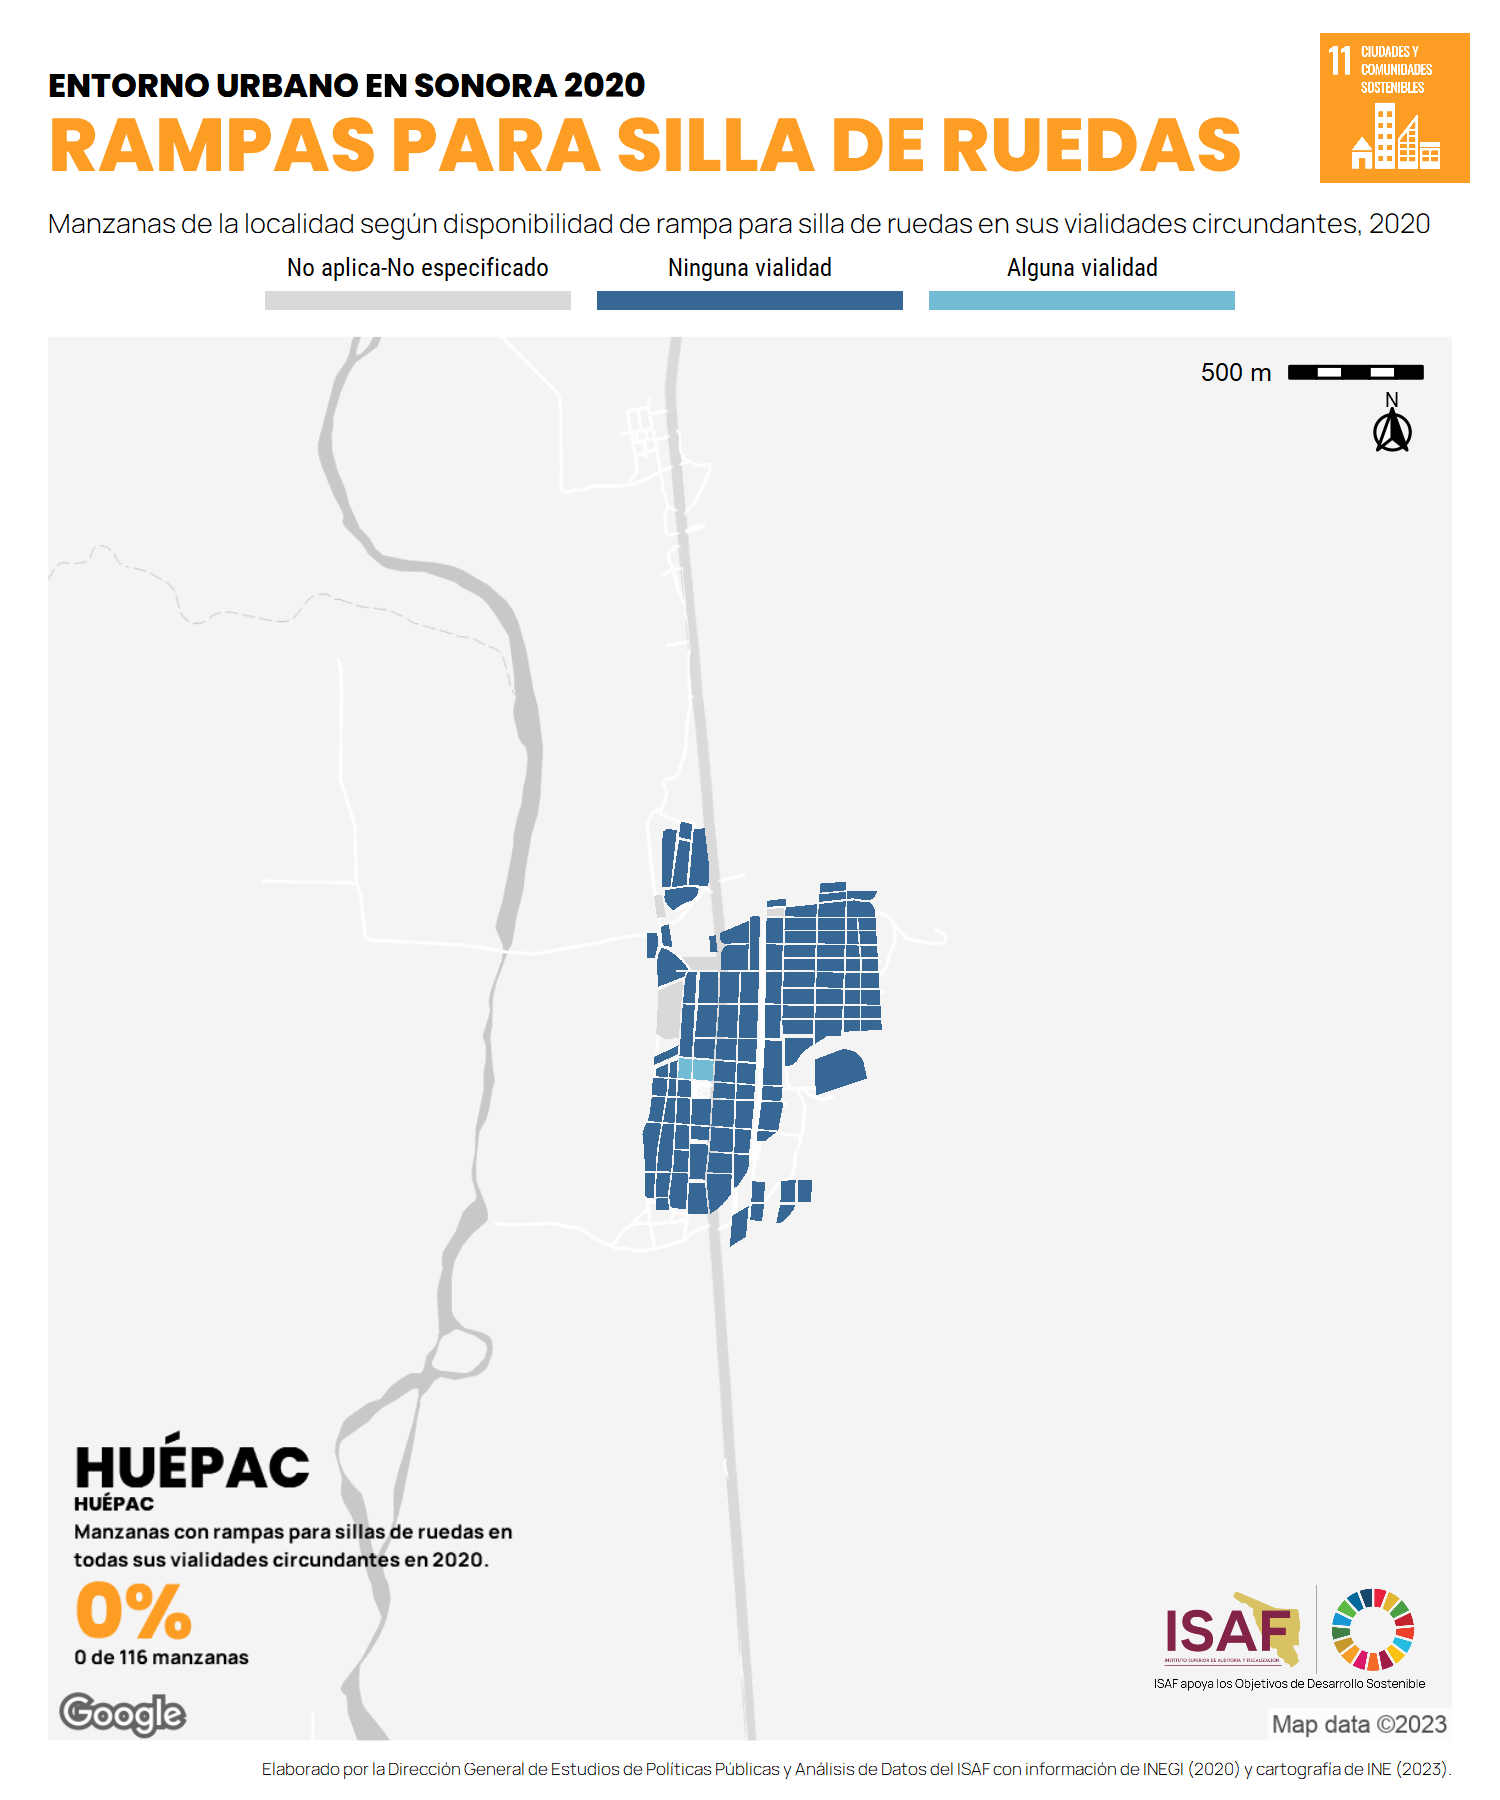 ENTORNO URBANO EN SONORA 2020
RAMPAS PARA SILLA DE RUEDAS
11 CIUDADES Y
COMUNIDADES
SOSTENIBLES
Manzanas de la localidad según disponibilidad de rampa para silla de ruedas en sus vialidades circundantes, 2020
No aplica-No especificado Ninguna vialidad Alguna vialidad
500 m
N
HUÉPAC
HUÉPAC
Manzanas con rampas para sillas de ruedas en
todas sus vialidades circundantes en 2020.
0%
0 de 116 manzanas
ISAF
INSTITUTO SUPERIOR DE AUDITORÍA Y FISCALIZACIÓN
ISAF apoya los Objetivos de Desarrollo Sostenible
Google
Map data ©2023
Elaborado por la Dirección General de Estudios de Políticas Públicas y Análisis de Datos del ISAF con información de INEGI (2020) y cartografía de INE (2023).